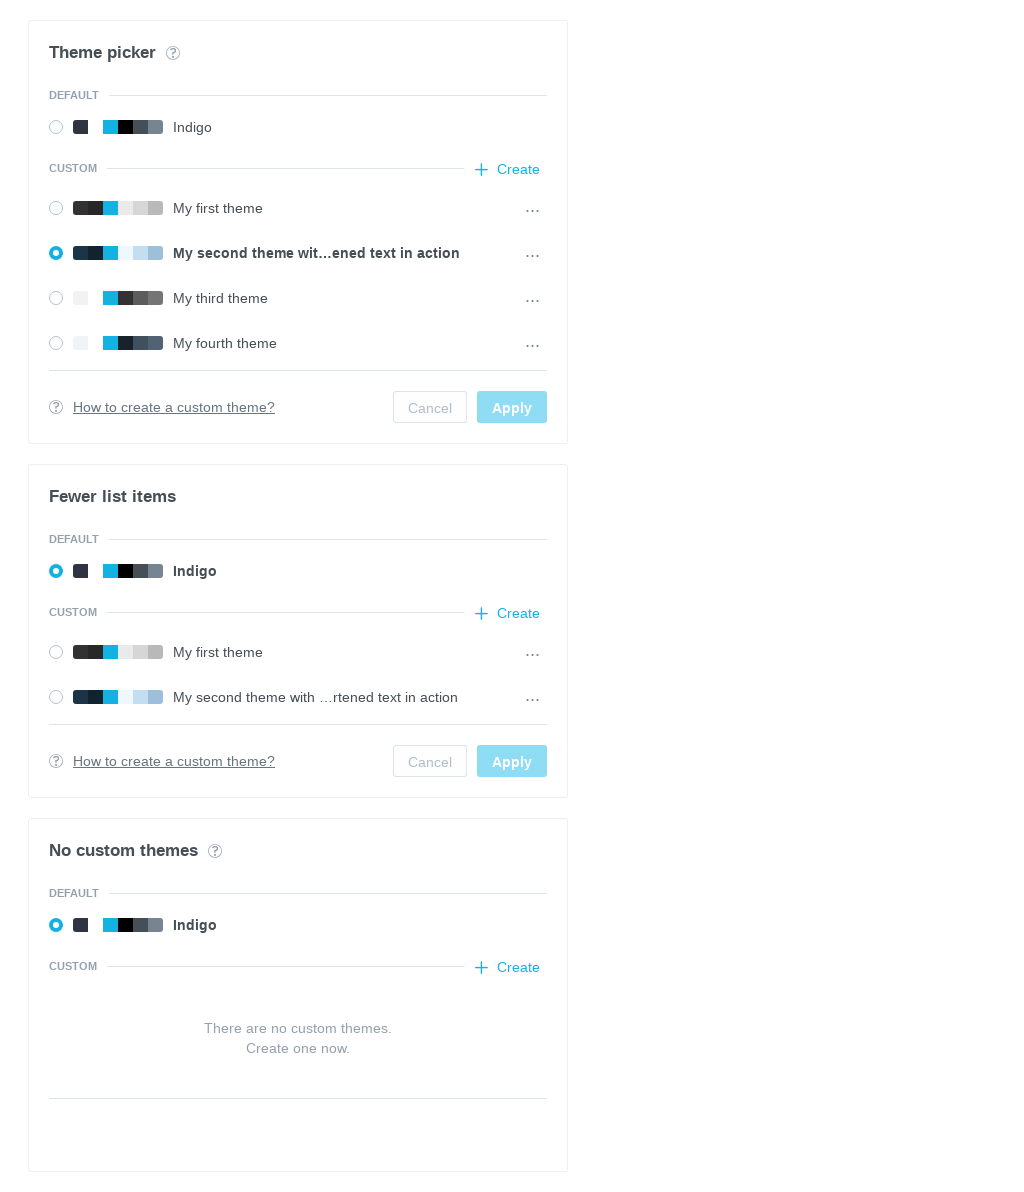 Theme picker
DEFAULT
Indigo
CUSTOM
Create
My first theme
...
My second theme wit…ened text in action
...
My third theme
...
My fourth theme
...
How to create a custom theme?
Cancel
Apply
Fewer list items
DEFAULT
Indigo
CUSTOM
Create
My first theme
...
My second theme with …rtened text in action
...
How to create a custom theme?
Cancel
Apply
No custom themes
DEFAULT
Indigo
CUSTOM
Create
There are no custom themes.
Create one now.